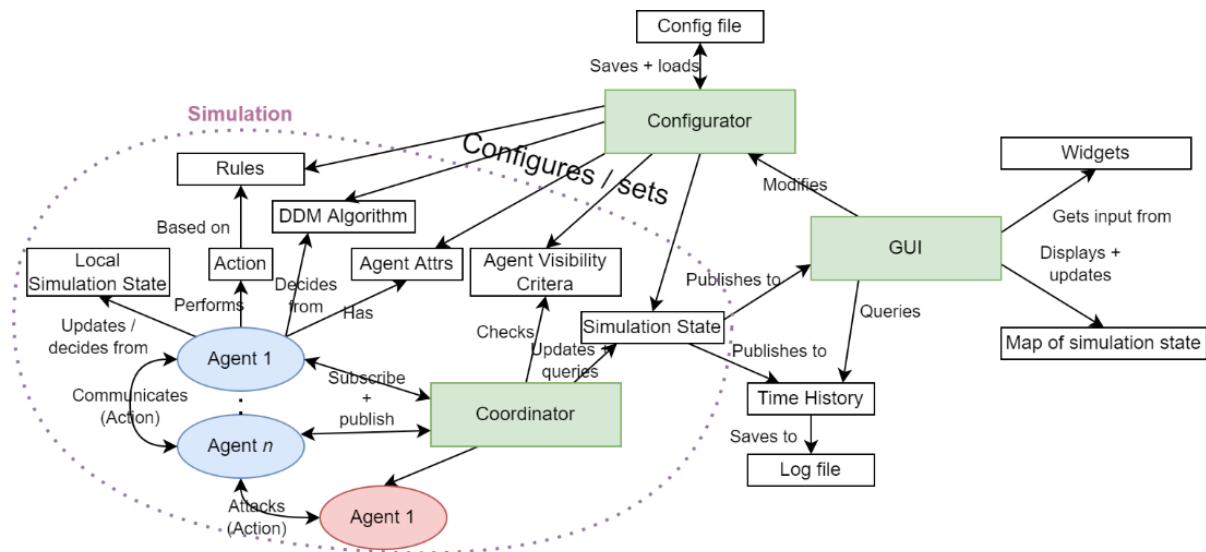 Config file
Saves + loads
Simulation
Configurator
Configures / sets
Rules
Widgets
Modifies
DDM Algorithm
Based on
Gets input from
GUI
Local
Simulation State
Action
Agent Attrs
Agent Visibility
Criteria
Displays +
updates
Publishes to
Decides
from
Performs
Has
Queries
Updates /
decides from
Checks
Simulation State
Map of simulation state
Agent 1
Updates +
queries
Publishes to
Subscribe
+
publish
Communicates
(Action)
Coordinator
Time History
Agent n
Saves to
Log file
Attacks
(Action)
Agent 1